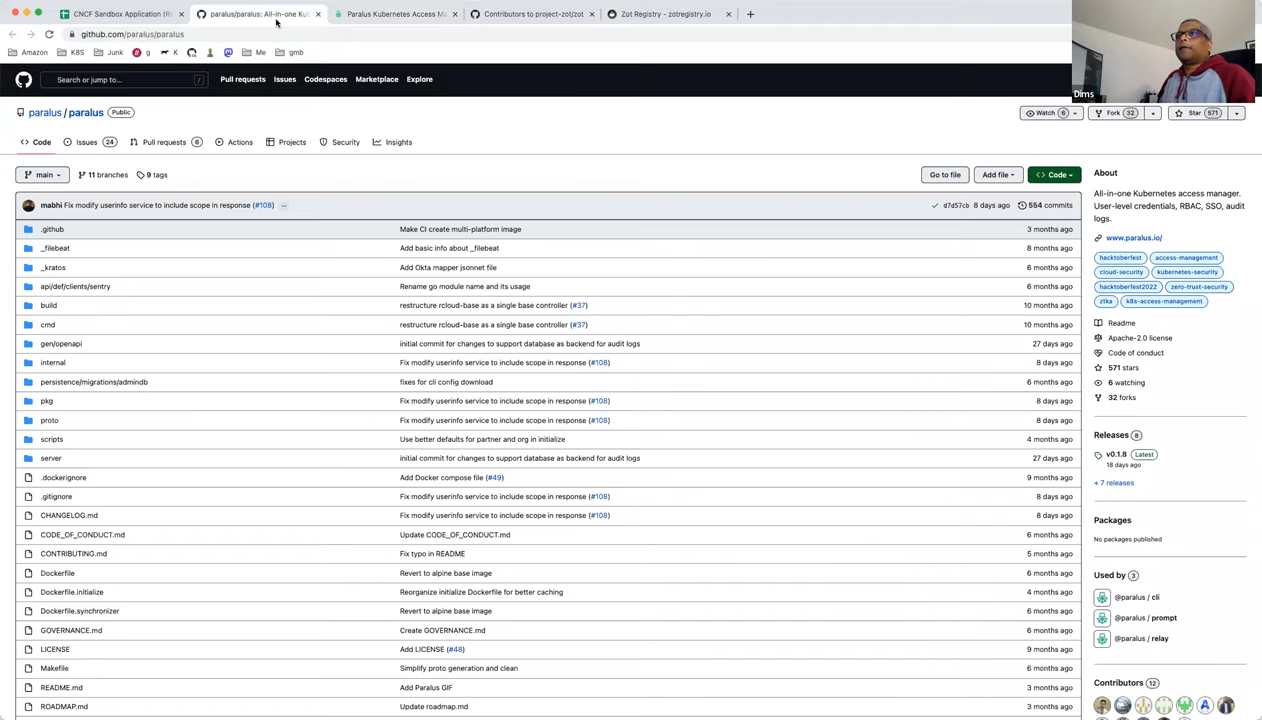 CNCF Sandbox Application (R
paralus/paralus: All-in-one Ku
Paralus Kubernetes Access Ma
Contributors to project-zot/zot
Zot Registry - zotregistry.io
github.com/paralus/paralus
Amazon
K8S
Junk
g
K
Me
gmb
Search or jump to...
/
Pull requests
Issues
Codespaces
Marketplace
Explore
Dims
paralus / paralus
Public
Watch 6
Fork 32
Star 571
Code
Issues 24
Pull requests 6
Actions
Projects
Security
Insights
main
11 branches
9 tags
Go to file
Add file
Code
mabhi Fix modify userinfo service to include scope in response (#108) ...
d7d57cb 8 days ago 554 commits
.github Make CI create multi-platform image 3 months ago
_filebeat Add basic info about _filebeat 8 months ago
_kratos Add Okta mapper jsonnet file 6 months ago
api/def/clients/sentry Rename go module name and its usage 6 months ago
build restructure rcloud-base as a single base controller (#37) 10 months ago
cmd restructure rcloud-base as a single base controller (#37) 10 months ago
gen/openapi initial commit for changes to support database as backend for audit logs 27 days ago
internal Fix modify userinfo service to include scope in response (#108) 8 days ago
persistence/migrations/admindb fixes for cli config download 6 months ago
pkg Fix modify userinfo service to include scope in response (#108) 8 days ago
proto Fix modify userinfo service to include scope in response (#108) 8 days ago
scripts Use better defaults for partner and org in initialize 4 months ago
server initial commit for changes to support database as backend for audit logs 27 days ago
.dockerignore Add Docker compose file (#49) 9 months ago
.gitignore Fix modify userinfo service to include scope in response (#108) 8 days ago
CHANGELOG.md Fix modify userinfo service to include scope in response (#108) 8 days ago
CODE_OF_CONDUCT.md Update CODE_OF_CONDUCT.md 6 months ago
CONTRIBUTING.md Fix typo in README 5 months ago
Dockerfile Revert to alpine base image 6 months ago
Dockerfile.initialize Reorganize initialize Dockerfile for better caching 4 months ago
Dockerfile.synchronizer Revert to alpine base image 6 months ago
GOVERNANCE.md Create GOVERNANCE.md 6 months ago
LICENSE Add LICENSE (#48) 9 months ago
Makefile Simplify proto generation and clean 6 months ago
README.md Add Paralus GIF 3 months ago
ROADMAP.md Update roadmap.md 3 months ago
About
All-in-one Kubernetes access manager.
User-level credentials, RBAC, SSO, audit
logs.
www.paralus.io/
hacktoberfest access-management
cloud-security kubernetes-security
hacktoberfest2022 zero-trust-security
ztka k8s-access-management
Readme
Apache-2.0 license
Code of conduct
571 stars
6 watching
32 forks
Releases 8
v0.1.8 Latest
18 days ago
+ 7 releases
Packages
No packages published
Used by 3
@paralus / cli
@paralus / prompt
@paralus / relay
Contributors 12